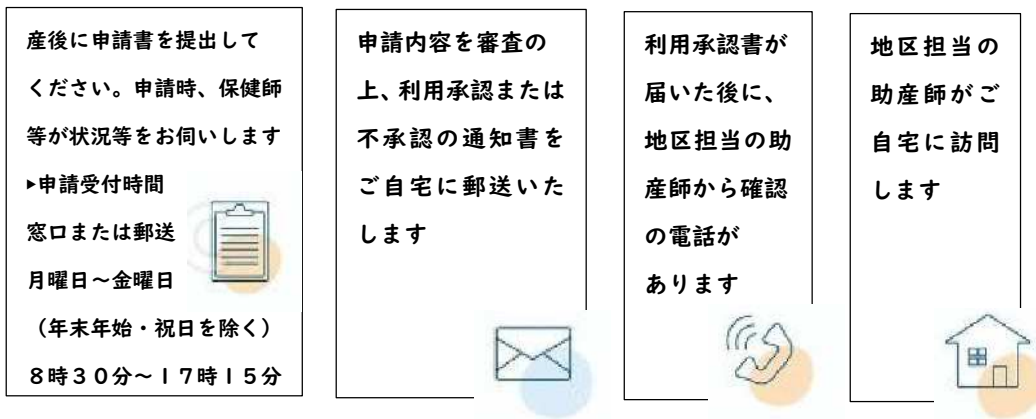 産後に申請書を提出して
ください。申請時、保健師
等が状況等をお伺いします
▶申請受付時間
窓口または郵送
月曜日～金曜日
（年末年始・祝日を除く）
８時３０分～１７時１５分
申請内容を審査の
上、利用承認または
不承認の通知書を
ご自宅に郵送いた
します
利用承認書が
届いた後に、
地区担当の助
産師から確認
の電話が
あります
地区担当の
助産師がご
自宅に訪問
します